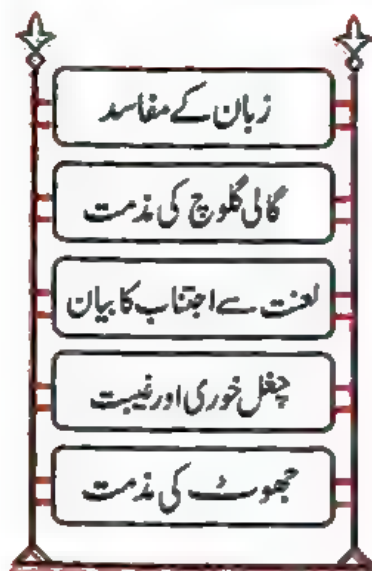 زبان کے مفاسد
گالی گلوچ کی مذمت
لعنت سے اجتناب کا بیان
چغل خوری اور غیبت
جھوٹ کی مذمت